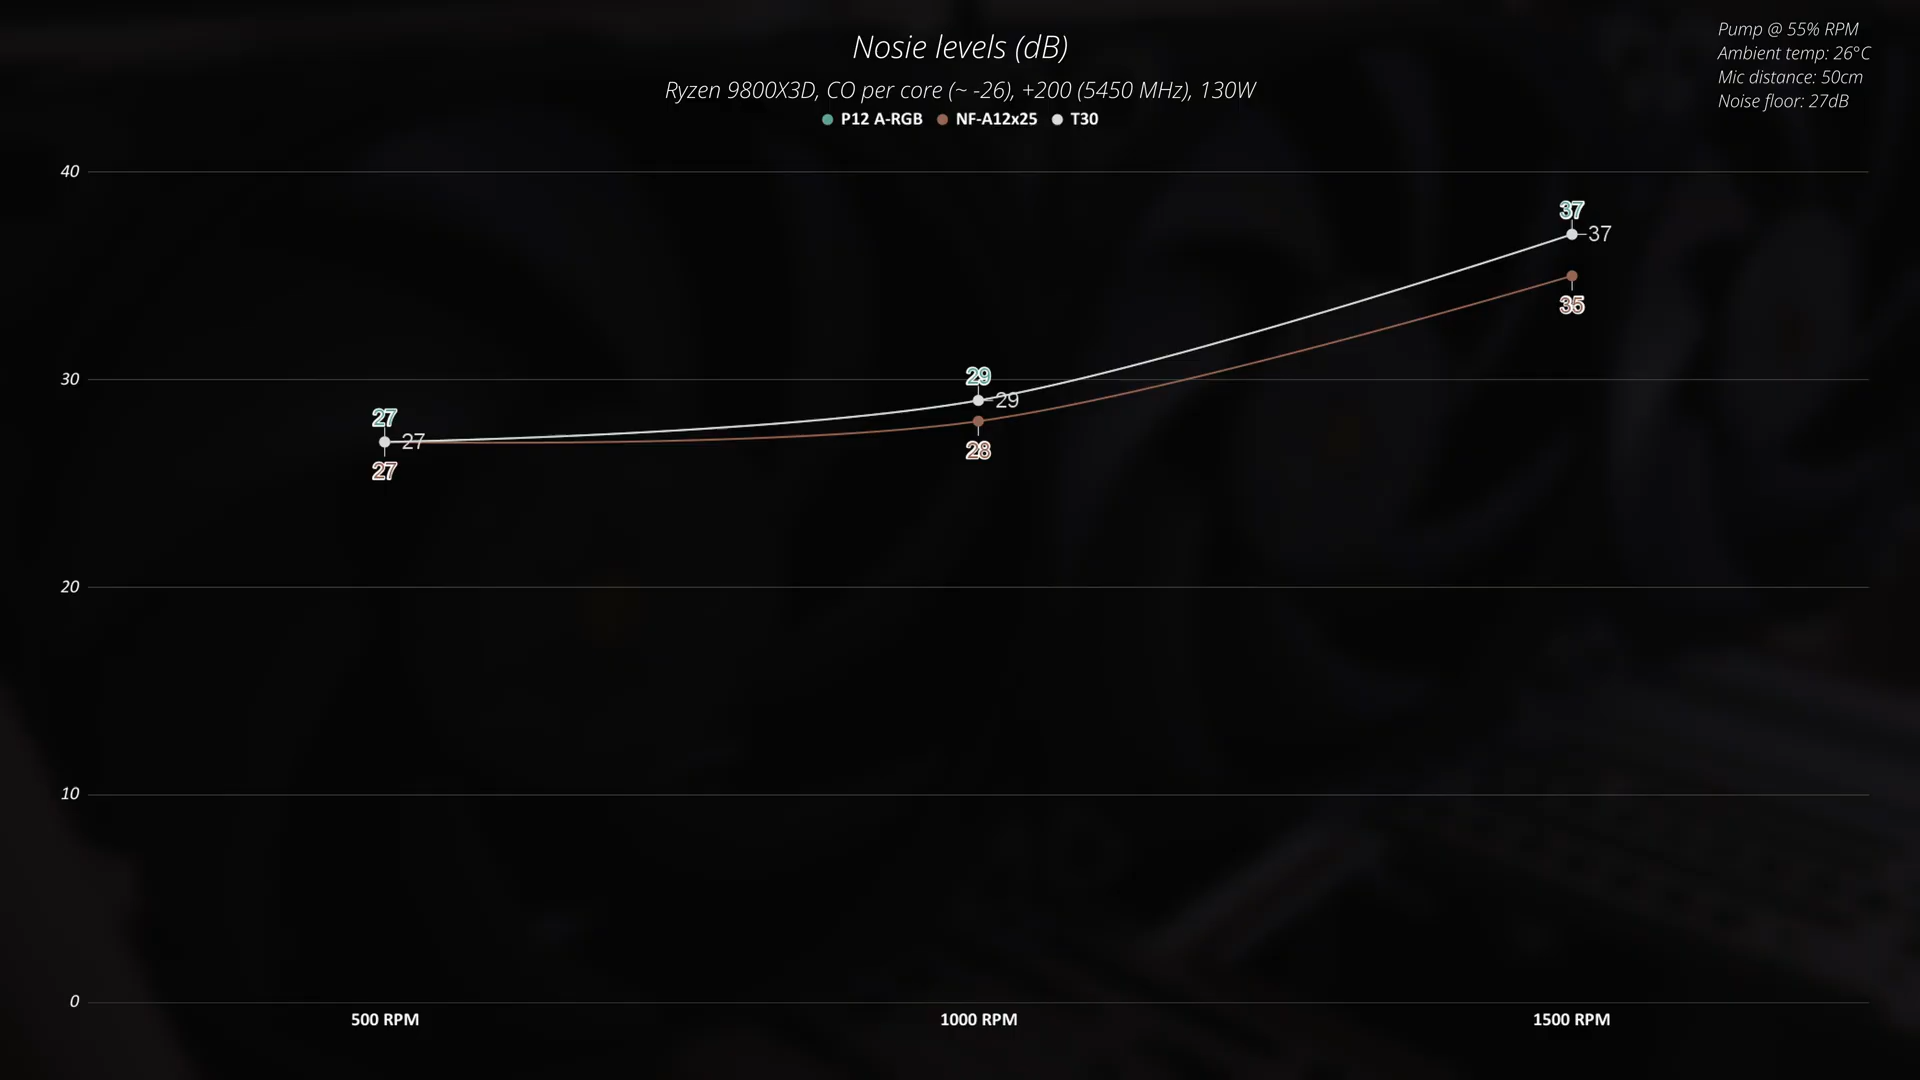 Nosie levels (dB)
Ryzen 9800X3D, CO per core (~ -26), +200 (5450 MHz), 130W
P12 A-RGB NF-A12x25 T30
Pump @ 55% RPM
Ambient temp: 26°C
Mic distance: 50cm
Noise floor: 27dB
40
37
37
35
30
29
29
28
27
27
27
20
10
0
500 RPM 1000 RPM 1500 RPM